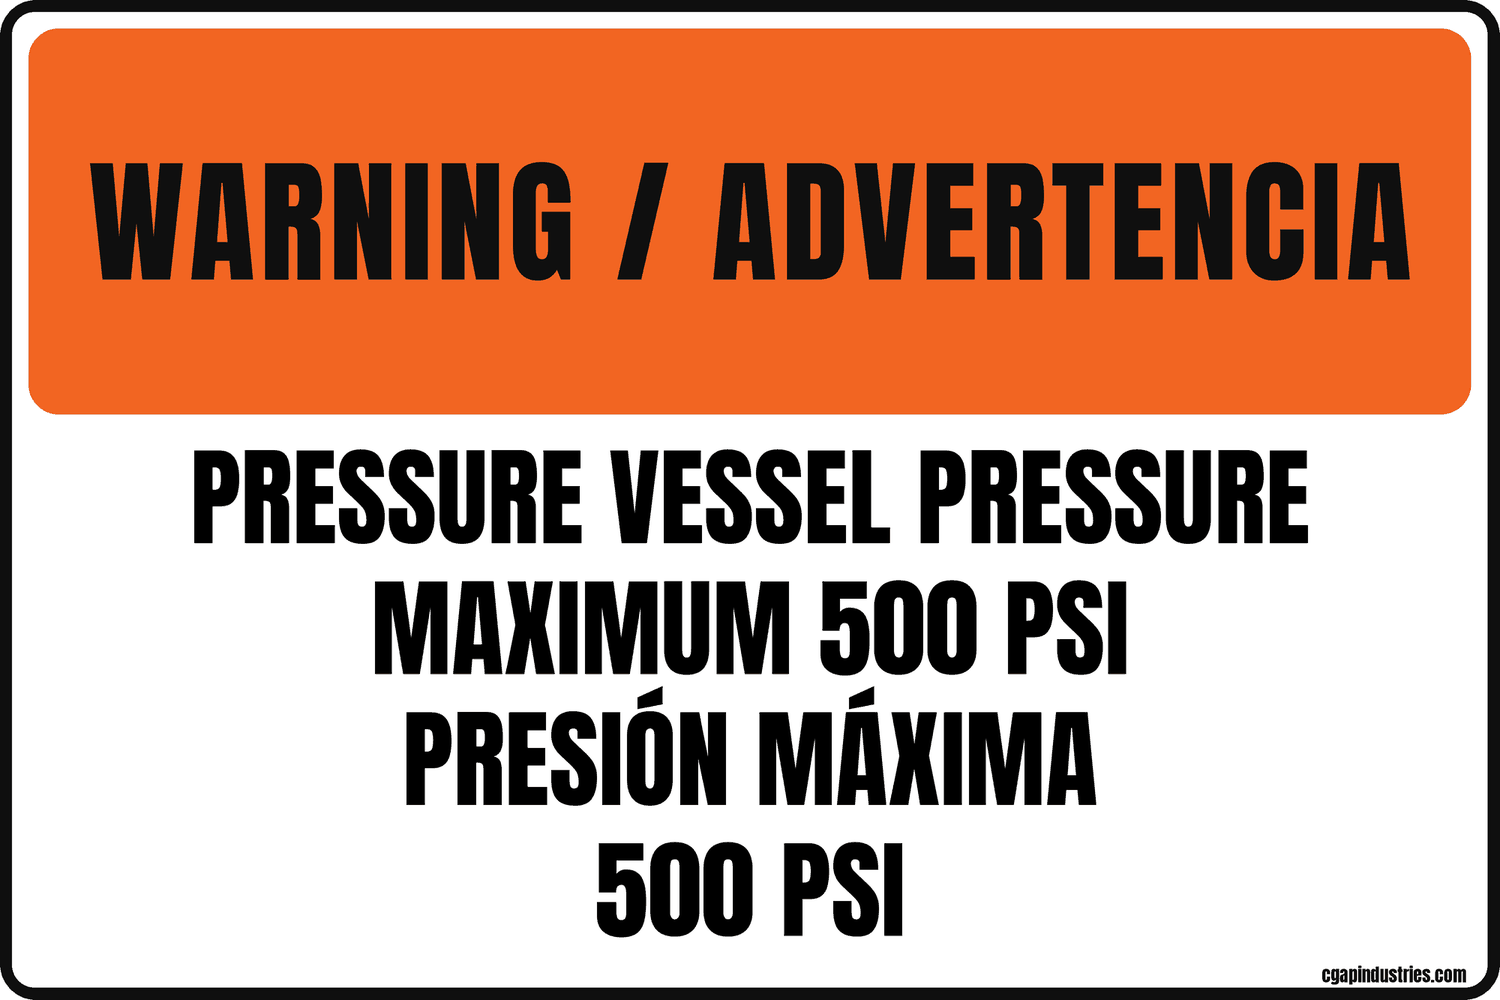 WARNING / ADVERTENCIA
PRESSURE VESSEL PRESSURE
MAXIMUM 500 PSI
PRESIÓN MÁXIMA
500 PSI
cgapindustries.com